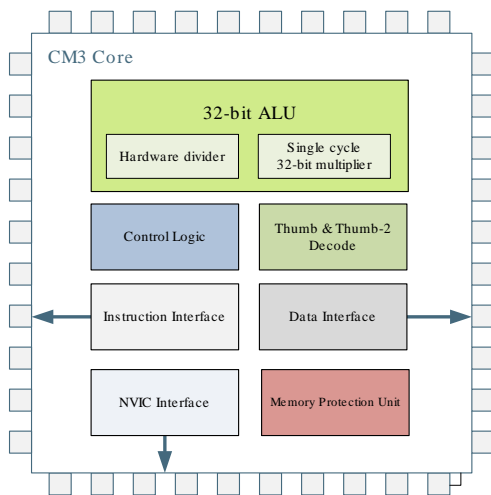 CM3 Core
32-bit ALU
Hardware divider
Single cycle
32-bit multiplier
Control Logic
Thumb & Thumb-2
Decode
Instruction Interface
Data Interface
NVIC Interface
Memory Protection Unit